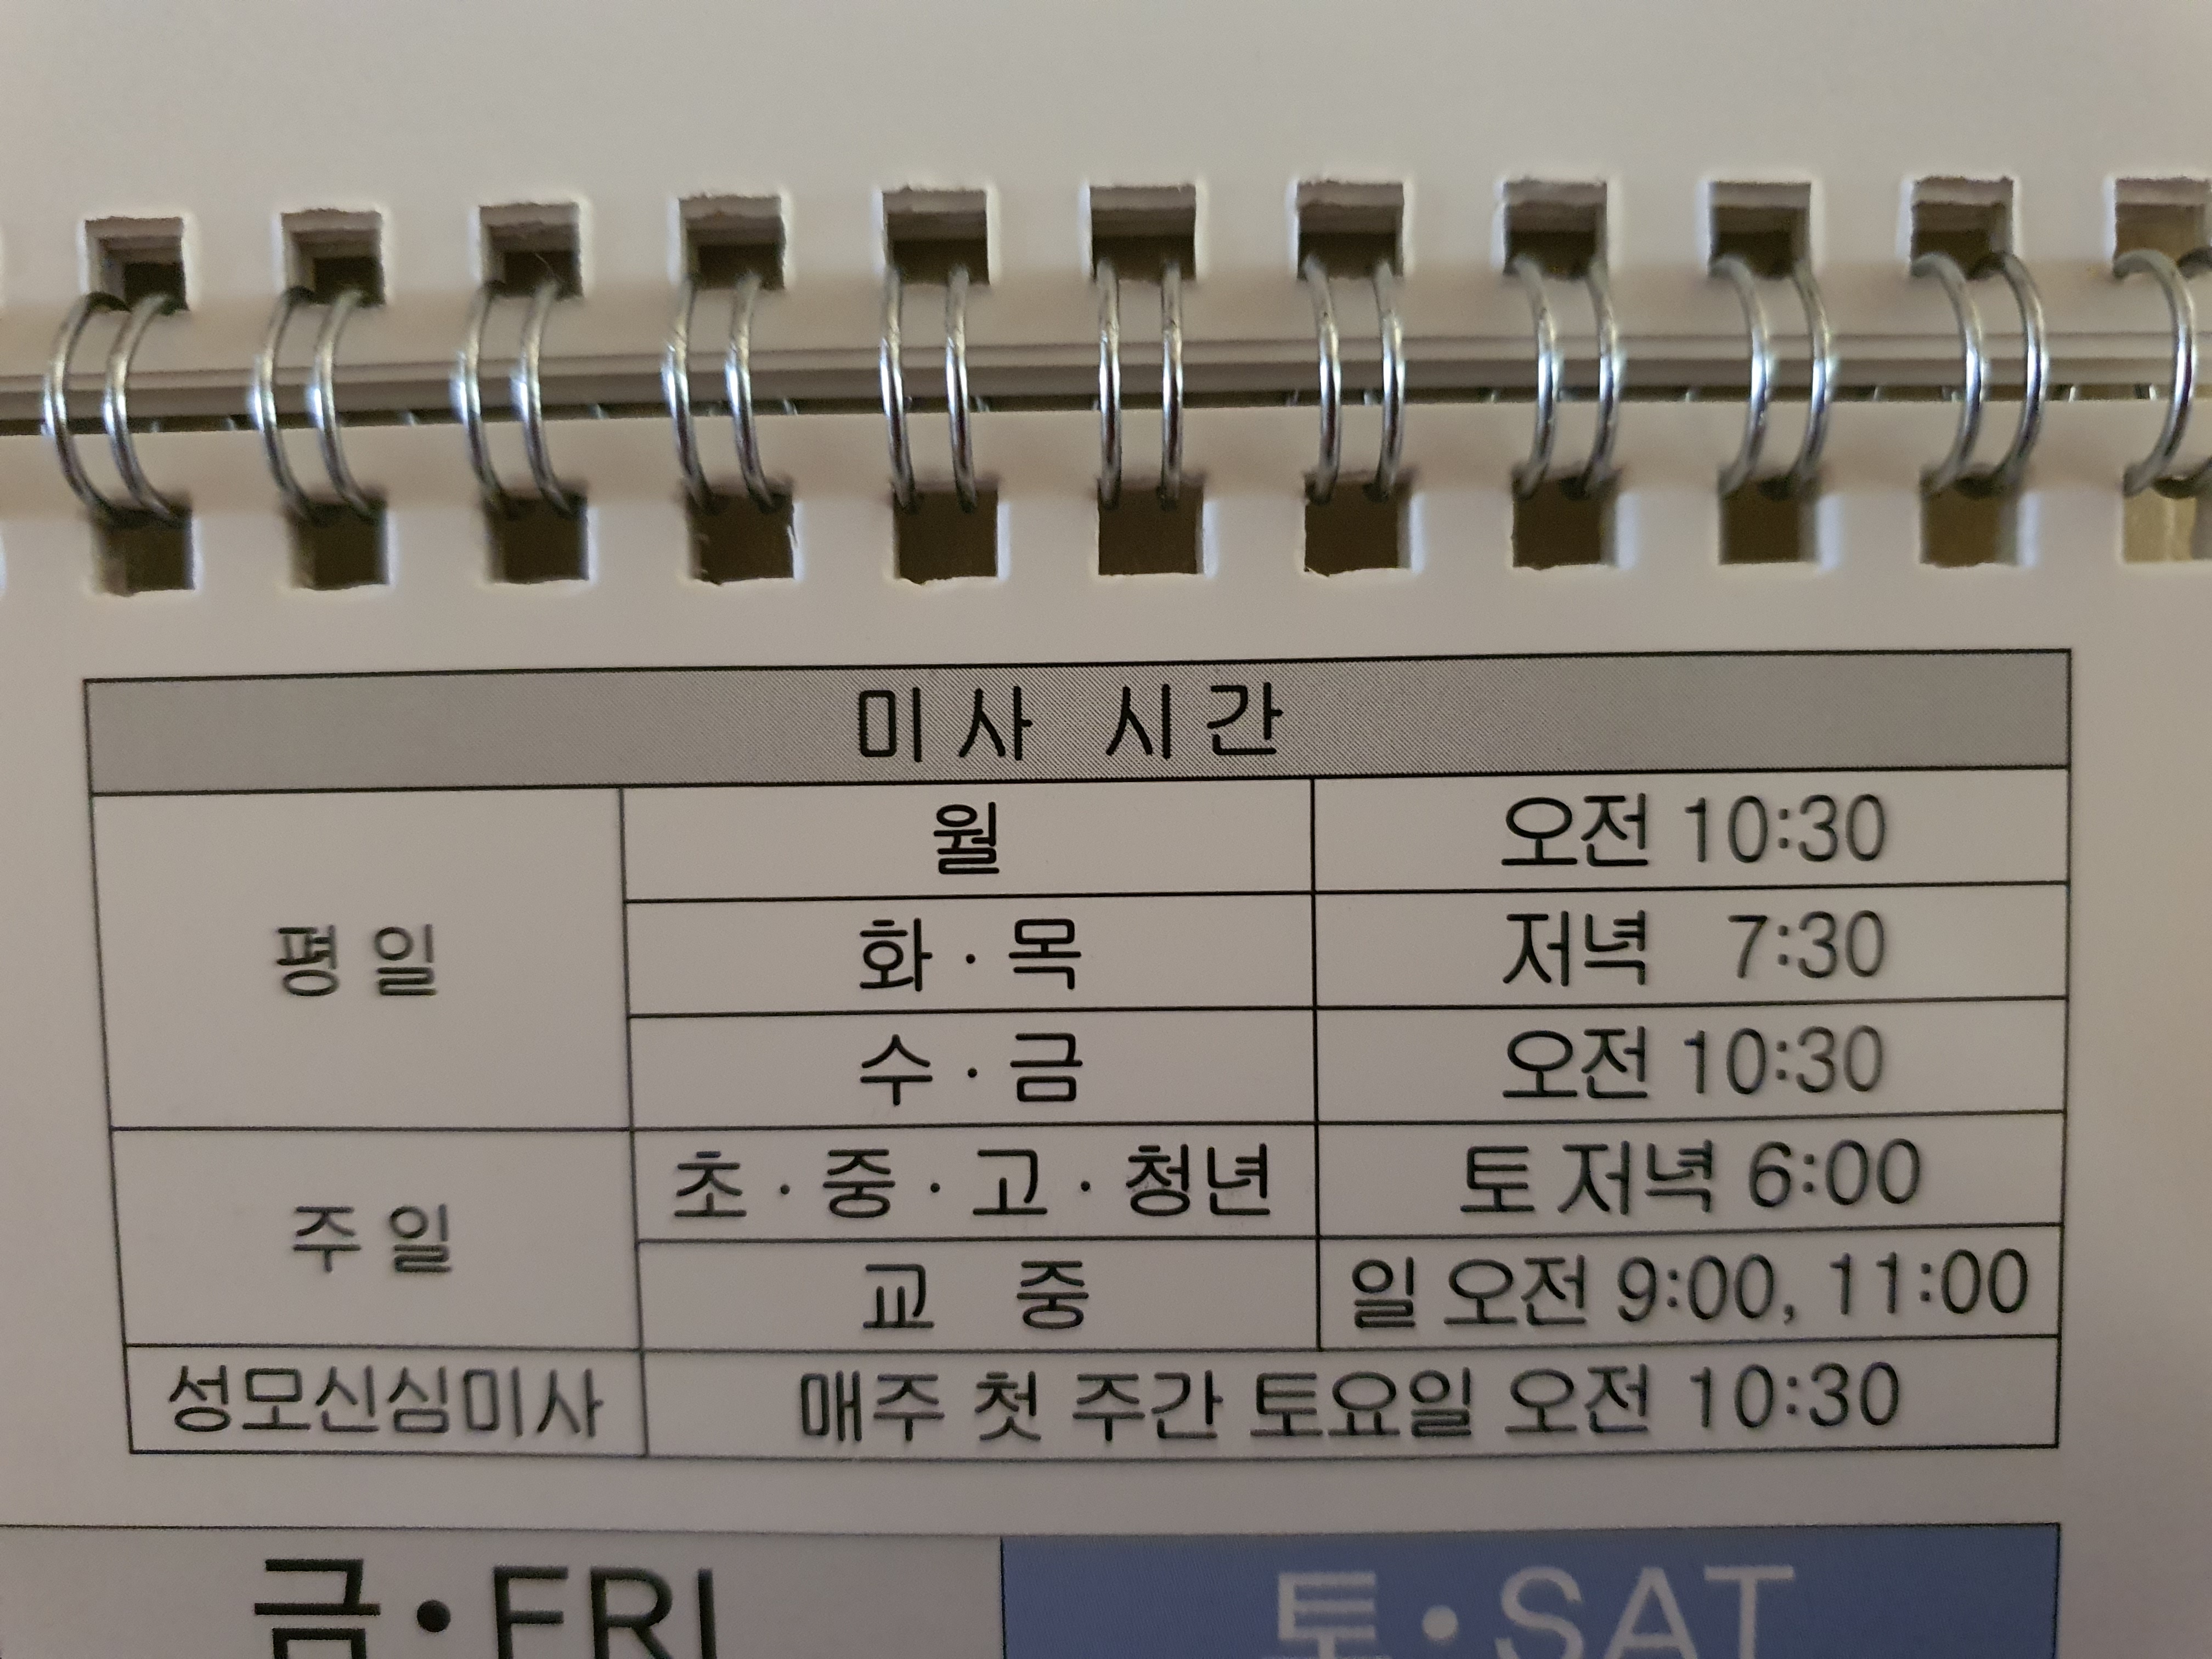 미사 시간
평일
월 오전 10:30
화·목 저녁 7:30
수·금 오전 10:30
주일
초·중·고·청년 토 저녁 6:00
교 중 일 오전 9:00, 11:00
성모신심미사 매주 첫 주간 토요일 오전 10:30
금·FRI 토·SAT